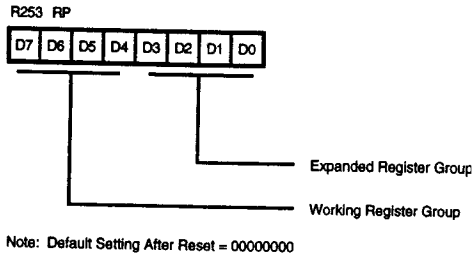 R253 RP
D7 D6 D5 D4 D3 D2 D1 D0
Expanded Register Group
Working Register Group
Note: Default Setting After Reset = 00000000